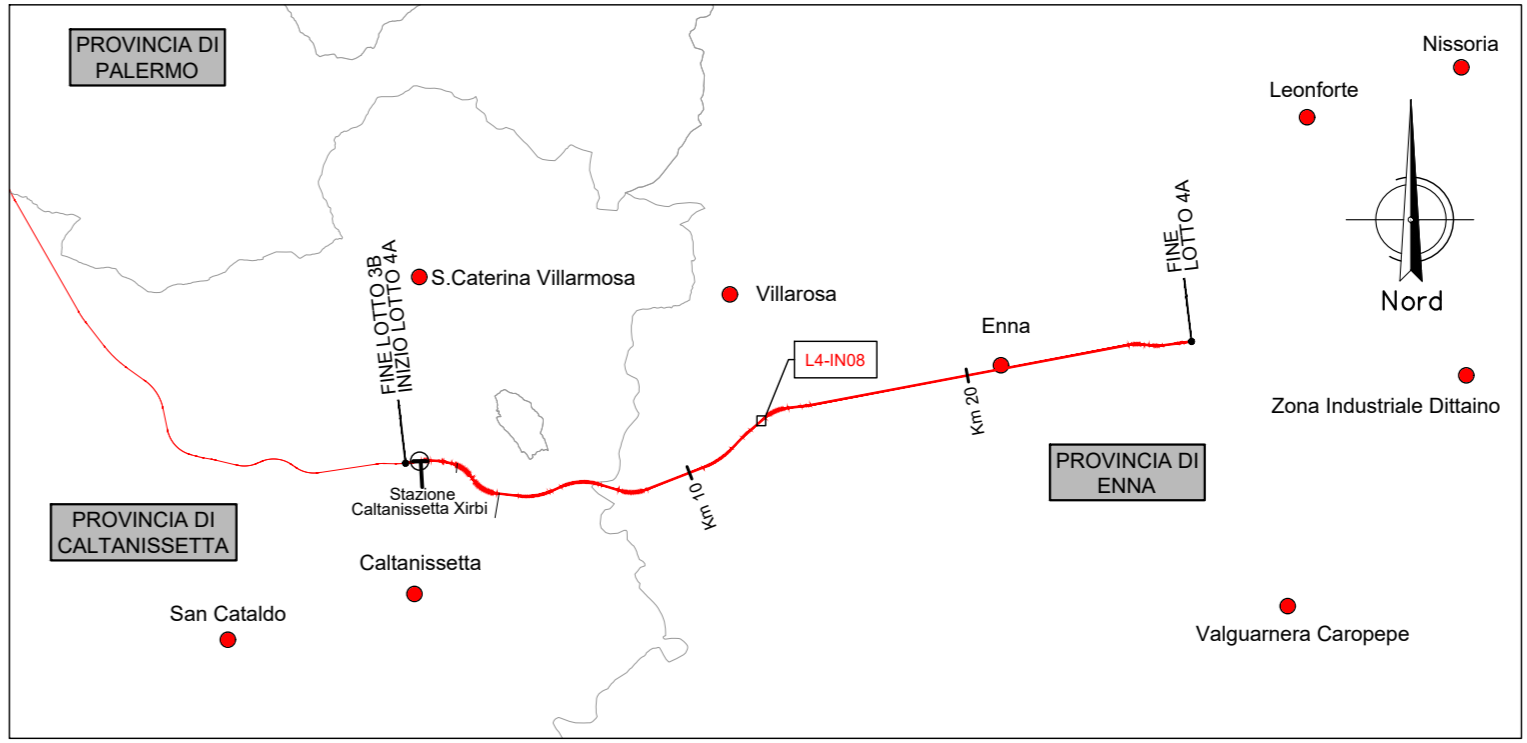 PROVINCIA DI
PALERMO
Nissoria
Leonforte
Nord
FINE LOTTO 3B
INIZIO LOTTO 4A
S.Caterina Villarmosa
Villarosa
FINE
LOTTO 4A
Enna
L4-IN08
Km 20
Zona Industriale Dittaino
Km 10
Stazione
Caltanissetta Xirbi
PROVINCIA DI
ENNA
PROVINCIA DI
CALTANISSETTA
Caltanissetta
San Cataldo
Valguarnera Caropepe